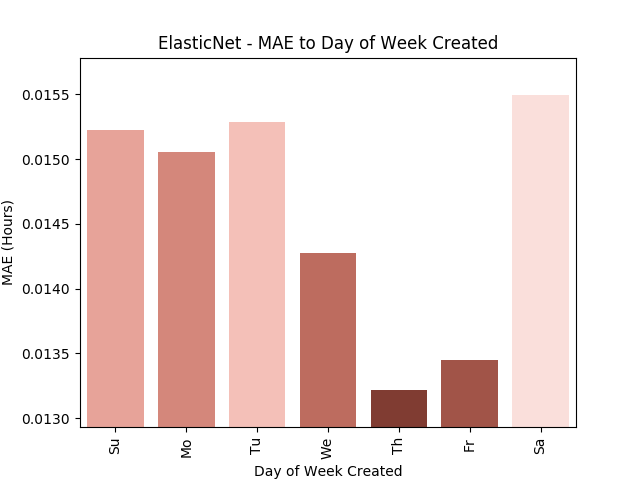 ElasticNet - MAE to Day of Week Created
0.0155
0.0150
0.0145
0.0140
0.0135
0.0130
MAE (Hours)
Su Mo Tu We Th Fr Sa
Day of Week Created